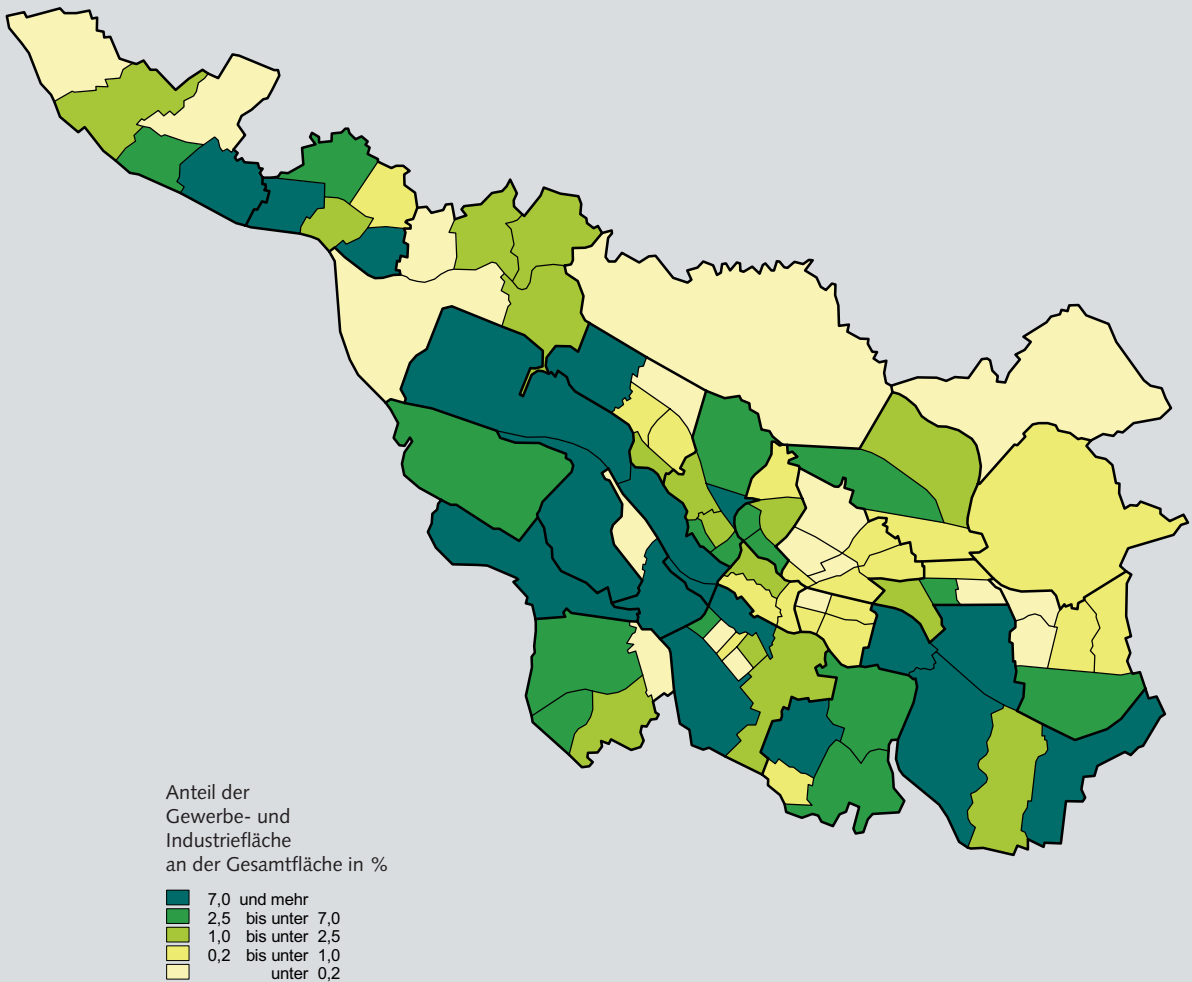 Anteil der
Gewerbe- und
Industriefläche
an der Gesamtfläche in %
7,0 und mehr
2,5 bis unter 7,0
1,0 bis unter 2,5
0,2 bis unter 1,0
unter 0,2